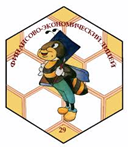 ФИНАНСОВО-ЭКОНОМИЧЕСКИЙ ЛИЦЕЙ
29